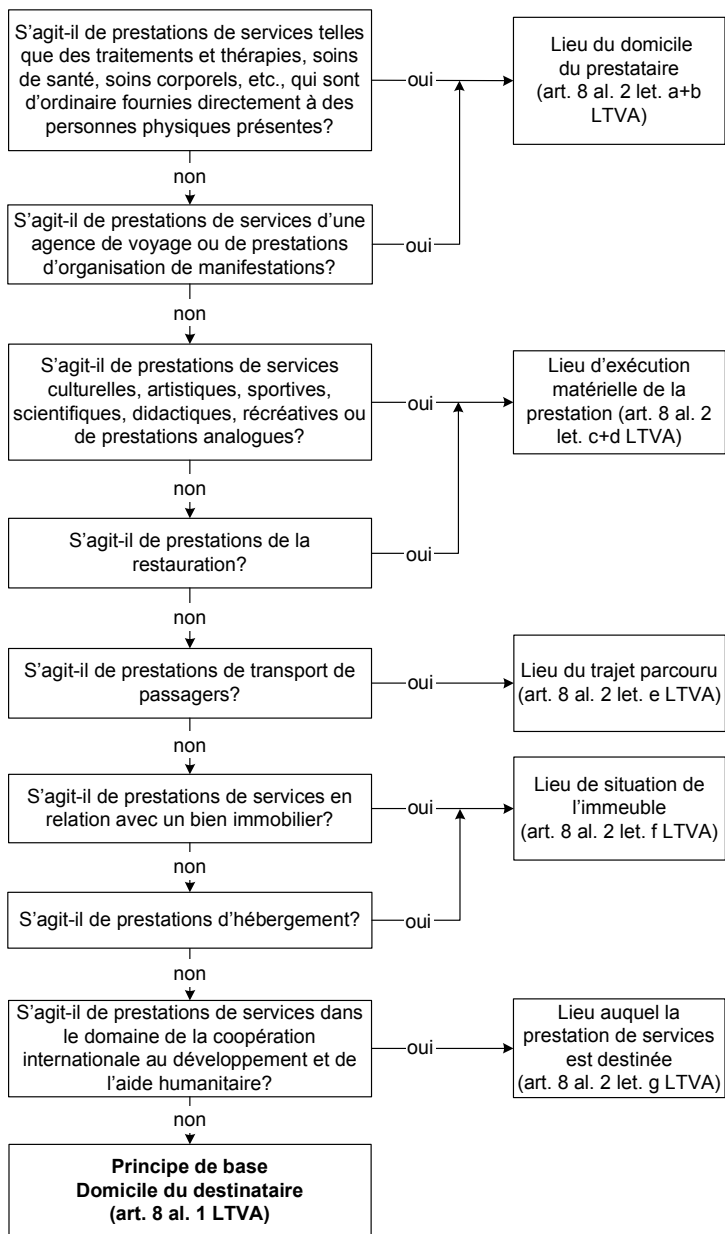 S’agit-il de prestations de services telles
que des traitements et thérapies, soins
de santé, soins corporels, etc., qui sont
d’ordinaire fournies directement à des
personnes physiques présentes?
oui
Lieu du domicile
du prestataire
(art. 8 al. 2 let. a+b
LTVA)
non
S’agit-il de prestations de services d’une
agence de voyage ou de prestations
d’organisation de manifestations?
oui
non
S’agit-il de prestations de services
culturelles, artistiques, sportives,
scientifiques, didactiques, récréatives ou
de prestations analogues?
oui
Lieu d’exécution
matérielle de la
prestation (art. 8 al. 2
let. c+d LTVA)
non
S’agit-il de prestations de la
restauration?
oui
non
S’agit-il de prestations de transport de
passagers?
oui
Lieu du trajet parcouru
(art. 8 al. 2 let. e LTVA)
non
S’agit-il de prestations de services en
relation avec un bien immobilier?
oui
Lieu de situation de
l’immeuble
(art. 8 al. 2 let. f LTVA)
non
S’agit-il de prestations d’hébergement?
oui
non
S’agit-il de prestations de services dans
le domaine de la coopération
internationale au développement et de
l’aide humanitaire?
oui
Lieu auquel la
prestation de services
est destinée
(art. 8 al. 2 let. g LTVA)
non
Principe de base
Domicile du destinataire
(art. 8 al. 1 LTVA)